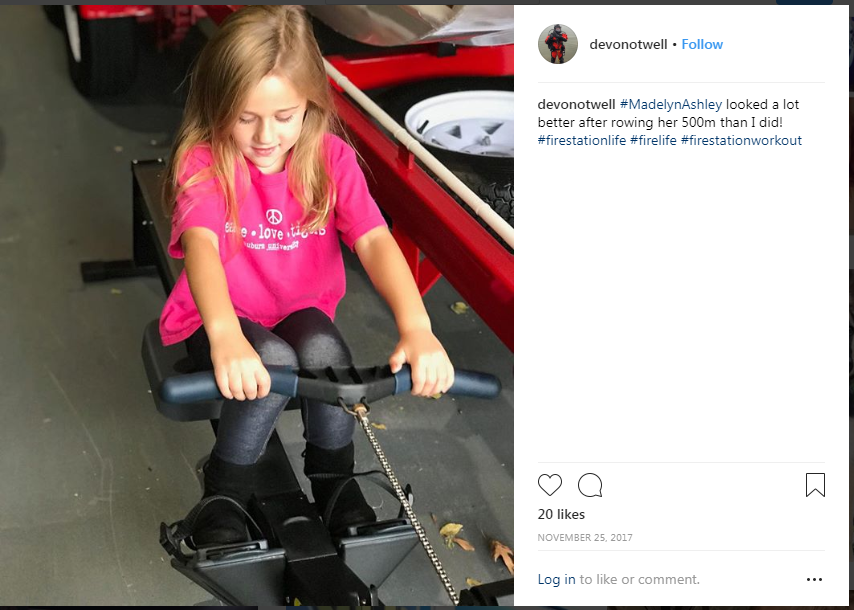 devonotwell • Follow
devonotwell #MadelynAshley looked a lot
better after rowing her 500m than I did!
#firestationlife #firelife #firestationworkout
love • tigers
auburn university
20 likes
NOVEMBER 25, 2017
Log in to like or comment.